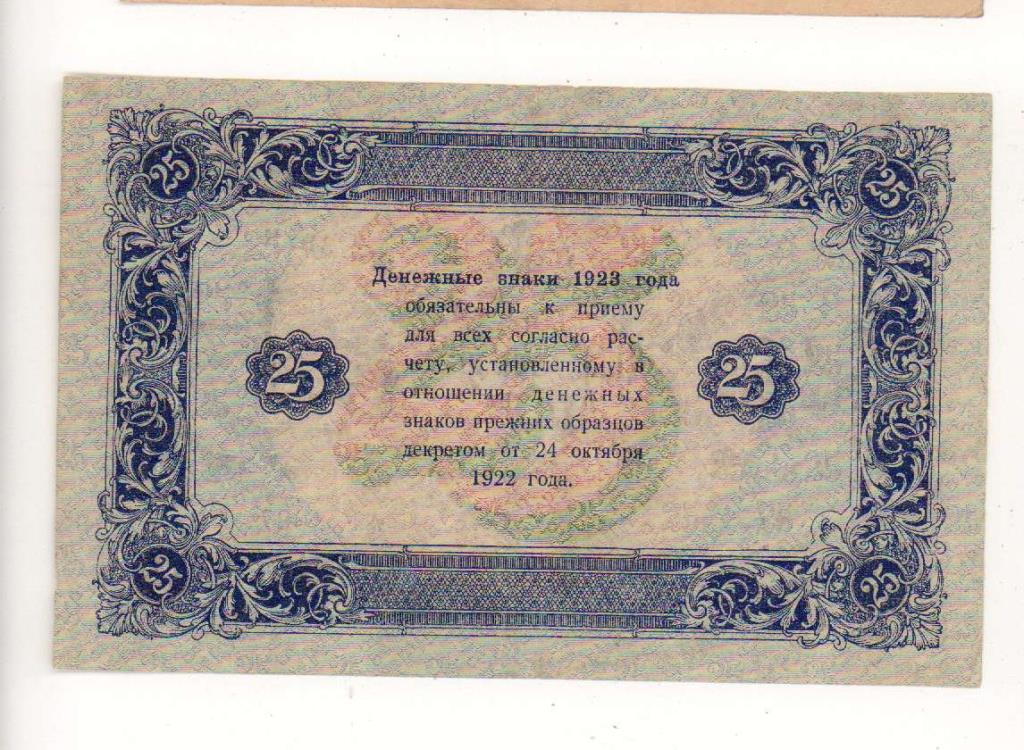 25 25
Денежные знаки 1923 года
обязательны к приему
для всех согласно рас-
чету, установленному в
отношении денежных
знаков прежних образцов
декретом от 24 октября
1922 года.
25 25
25 25